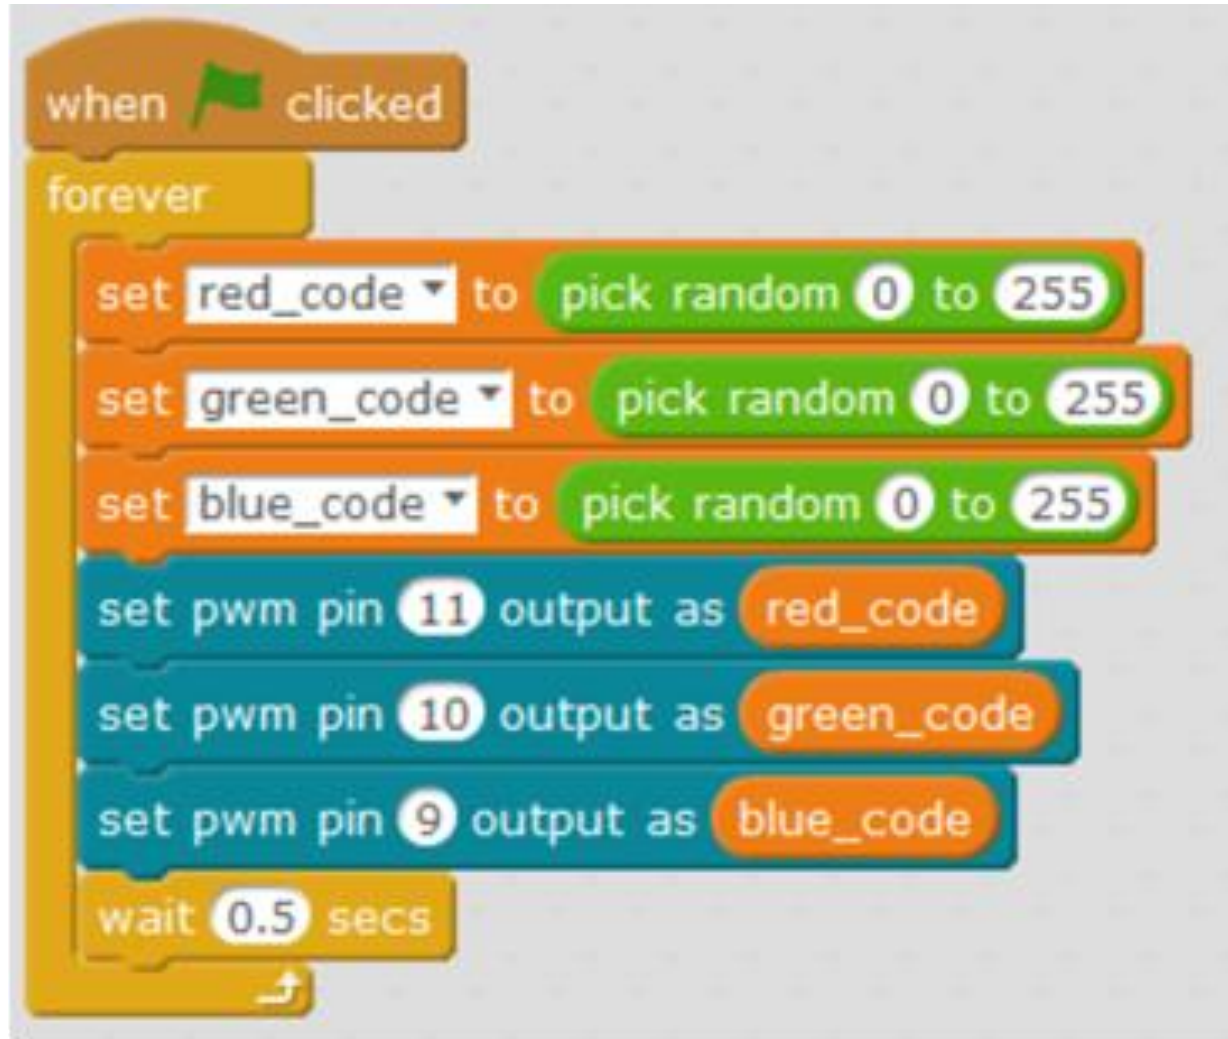 when clicked
forever
set red_code to pick random 0 to 255
set green_code to pick random 0 to 255
set blue_code to pick random 0 to 255
set pwm pin 11 output as red_code
set pwm pin 10 output as green_code
set pwm pin 9 output as blue_code
wait 0.5 secs